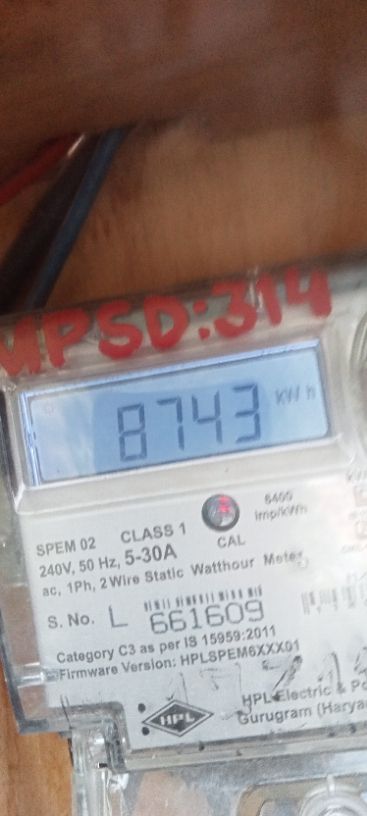 MPSD:314
8743 kWh
6400
imp/kWh
CAL
SPEM 02 CLASS 1
240V, 50 Hz, 5-30A
ac, 1Ph, 2 Wire Static Watthour Meter
S. No. L 661609
Category C3 as per IS 15959:2011
Firmware Version: HPLSPEM6XXX01
HPL
HPL Electric & Po
Gurugram (Harya